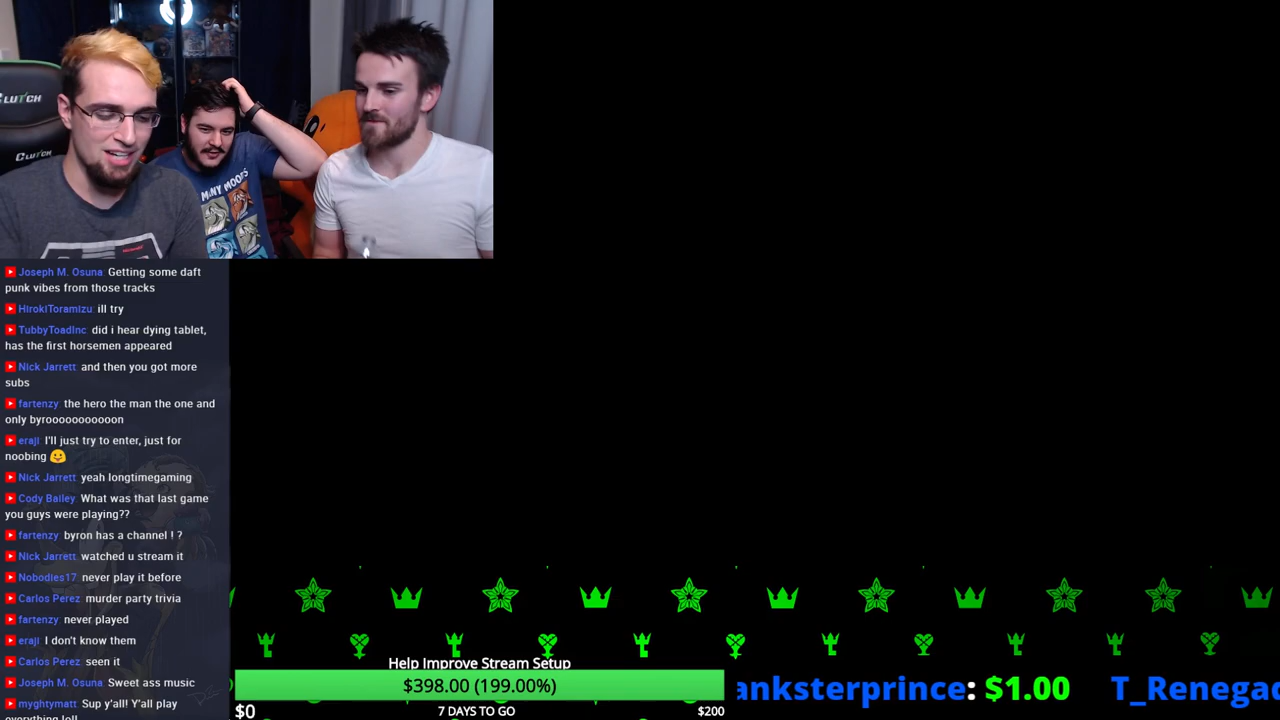 CLUTCH
CLUTCH
MANY MOODS
Joseph M. Osuna: Getting some daft
punk vibes from those tracks
HirokiToramizu: ill try
TubbyToadInc: did i hear dying tablet,
has the first horsemen appeared
Nick Jarrett: and then you got more
subs
fartenzy: the hero the man the one and
only byroooooooooon
eraji: I'll just try to enter, just for
noobing 😛
Nick Jarrett: yeah longtimegaming
Cody Bailey: What was that last game
you guys were playing??
fartenzy: byron has a channel ! ?
Nick Jarrett: watched u stream it
Nobodies17: never play it before
Carlos Perez: murder party trivia
fartenzy: never played
eraji: I don't know them
Carlos Perez: seen it
Joseph M. Osuna: Sweet ass music
myghtymatt: Sup y'all! Y'all play
everything lol!
Help Improve Stream Setup
$398.00 (199.00%)
$0 7 DAYS TO GO $200
anksterprince: $1.00 T_Renegad